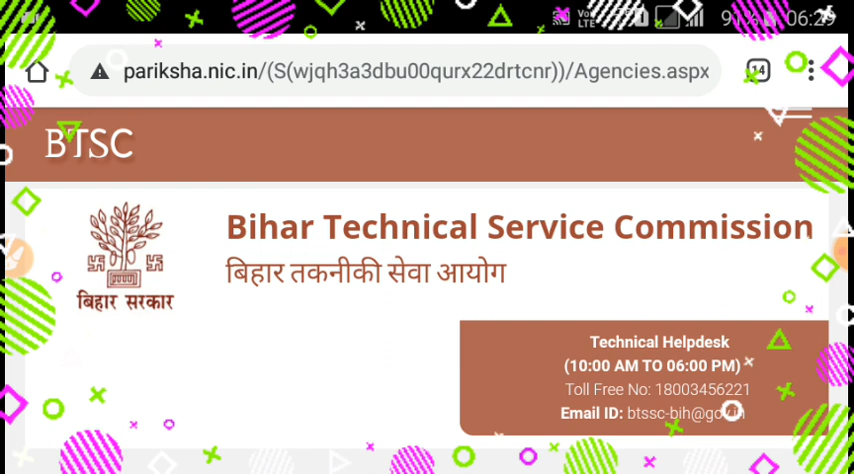 91% 06:29
pariksha.nic.in/(S(wjqh3a3dbu00qurx22drtcnr))/Agencies.aspx
14
BTSC
Bihar Technical Service Commission
बिहार तकनीकी सेवा आयोग
बिहार सरकार
Technical Helpdesk
(10:00 AM TO 06:00 PM)
Toll Free No: 18003456221
Email ID: btssc-bih@gov.in